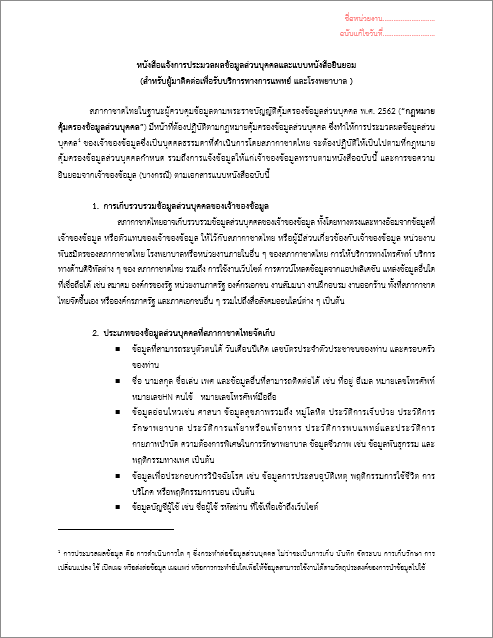 ชื่อหน่วยงาน............................
ฉบับแก้ไขวันที่............................
หนังสือแจ้งการประมวลผลข้อมูลส่วนบุคคลและแบบหนังสือยินยอม
(สำหรับผู้มาติดต่อเพื่อรับบริการทางการแพทย์ และโรงพยาบาล )
สภากาชาดไทยในฐานะผู้ควบคุมข้อมูลตามพระราชบัญญัติคุ้มครองข้อมูลส่วนบุคคล พ.ศ. 2562 (“กฎหมาย
คุ้มครองข้อมูลส่วนบุคคล”) มีหน้าที่ต้องปฏิบัติตามกฎหมายคุ้มครองข้อมูลส่วนบุคคล ซึ่งทำให้การประมวลผลข้อมูลส่วน
บุคคล¹ ของเจ้าของข้อมูลซึ่งเป็นบุคคลธรรมดาที่ดำเนินการโดยสภากาชาดไทย จะต้องปฏิบัติให้เป็นไปตามที่กฎหมาย
คุ้มครองข้อมูลส่วนบุคคลกำหนด รวมถึงการแจ้งข้อมูลให้แก่เจ้าของข้อมูลทราบตามหนังสือฉบับนี้ และการขอความ
ยินยอมจากเจ้าของข้อมูล (บางกรณี) ตามเอกสารแบบหนังสือฉบับนี้
1. การเก็บรวบรวมข้อมูลส่วนบุคคลของเจ้าของข้อมูล
สภากาชาดไทยอาจเก็บรวบรวมข้อมูลส่วนบุคคลของเจ้าของข้อมูล ทั้งโดยทางตรงและทางอ้อมจากข้อมูลที่
เจ้าของข้อมูล หรือตัวแทนของเจ้าของข้อมูล ให้ไว้กับสภากาชาดไทย หรือผู้มีส่วนเกี่ยวข้องกับเจ้าของข้อมูล หน่วยงาน
พันธมิตรของสภากาชาดไทย โรงพยาบาลหรือหน่วยงานภายในอื่น ๆ ของสภากาชาดไทย การให้บริการทางโทรศัพท์ บริการ
ทางด้านดิจิทัลต่าง ๆ ของ สภากาชาดไทย รวมถึง การใช้งานเว็บไซต์ การดาวน์โหลดข้อมูลจากแอปพลิเคชัน แหล่งข้อมูลอื่นใด
ที่เชื่อถือได้ เช่น สมาคม องค์กรของรัฐ หน่วยงานภาครัฐ องค์กรเอกชน งานสัมมนา งานฝึกอบรม งานออกร้าน ทั้งที่สภากาชาด
ไทยจัดขึ้นเอง หรือองค์กรภาครัฐ และภาคเอกชนอื่น ๆ รวมไปถึงสื่อสังคมออนไลน์ต่าง ๆ เป็นต้น
2. ประเภทของข้อมูลส่วนบุคคลที่สภากาชาดไทยจัดเก็บ
▪ ข้อมูลที่สามารถระบุตัวตนได้ วันเดือนปีเกิด เลขบัตรประจำตัวประชาชนของท่าน และครอบครัว
ของท่าน
▪ ชื่อ นามสกุล ชื่อเล่น เพศ และข้อมูลอื่นที่สามารถติดต่อได้ เช่น ที่อยู่ อีเมล หมายเลขโทรศัพท์
หมายเลขHN คนไข้ หมายเลขโทรศัพท์มือถือ
▪ ข้อมูลอ่อนไหวเช่น ศาสนา ข้อมูลสุขภาพรวมถึง หมู่โลหิต ประวัติการเจ็บป่วย ประวัติการ
รักษาพยาบาล ประวัติการแพ้ยาหรือแพ้อาหาร ประวัติการพบแพทย์และประวัติการ
กายภาพบำบัด ความต้องการพิเศษในการรักษาพยาบาล ข้อมูลชีวภาพ เช่น ข้อมูลพันธุกรรม และ
พฤติกรรมทางเพศ เป็นต้น
▪ ข้อมูลเพื่อประกอบการวินิจฉัยโรค เช่น ข้อมูลการประสบอุบัติเหตุ พฤติกรรมการใช้ชีวิต การ
บริโภค หรือพฤติกรรมการนอน เป็นต้น
▪ ข้อมูลบัญชีผู้ใช้ เช่น ชื่อผู้ใช้ รหัสผ่าน ที่ใช้เพื่อเข้าถึงเว็บไซต์
¹ การประมวลผลข้อมูล คือ การดำเนินการใด ๆ ซึ่งกระทำต่อข้อมูลส่วนบุคคล ไม่ว่าจะเป็นการเก็บ บันทึก จัดระบบ การเก็บรักษา การ
เปลี่ยนแปลง ใช้ เปิดเผย หรือส่งต่อข้อมูล เผยแพร่ หรือการกระทำอื่นใดเพื่อให้ข้อมูลสามารถใช้งานได้ตามวัตถุประสงค์ของการนำข้อมูลไปใช้